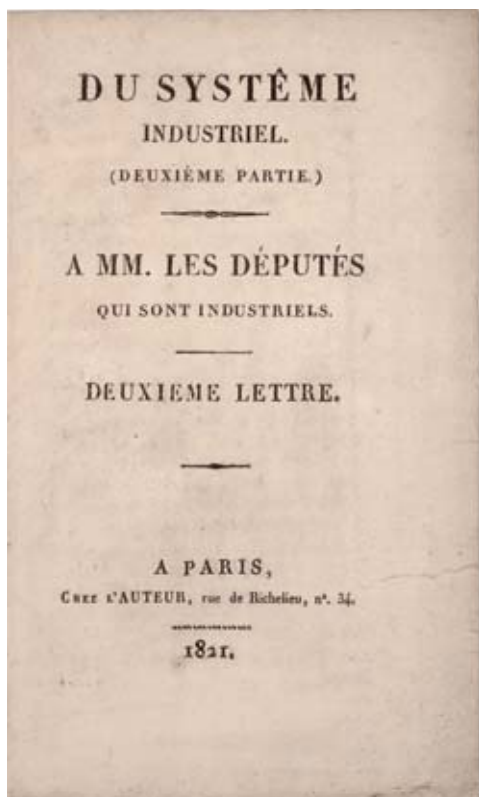 DU SYSTÊME
INDUSTRIEL.
(DEUXIÈME PARTIE.)
A MM. LES DÉPUTÉS
QUI SONT INDUSTRIELS.
DEUXIEME LETTRE.
A PARIS,
CHEZ L'AUTEUR, rue de Richelieu, n°. 34.
1821.